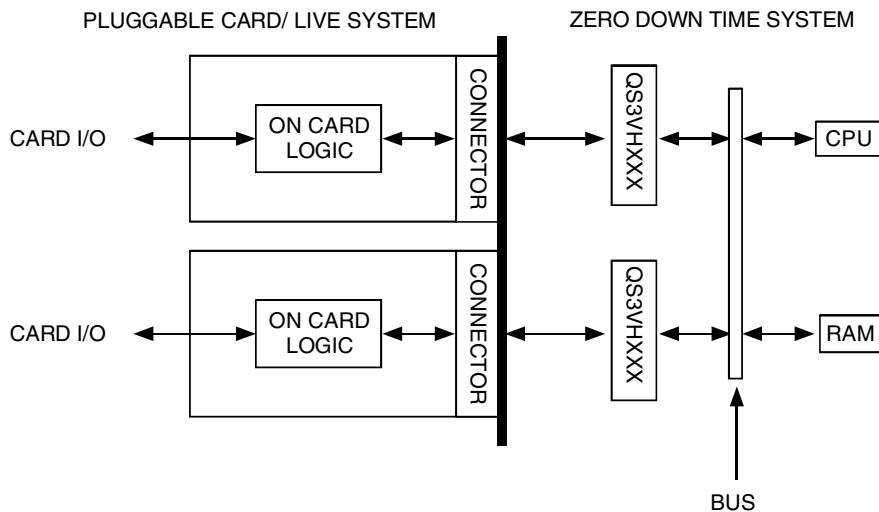 PLUGGABLE CARD/ LIVE SYSTEM
ZERO DOWN TIME SYSTEM
CARD I/O
ON CARD
LOGIC
CONNECTOR
QS3VHXXX
CPU
CARD I/O
ON CARD
LOGIC
CONNECTOR
QS3VHXXX
RAM
BUS